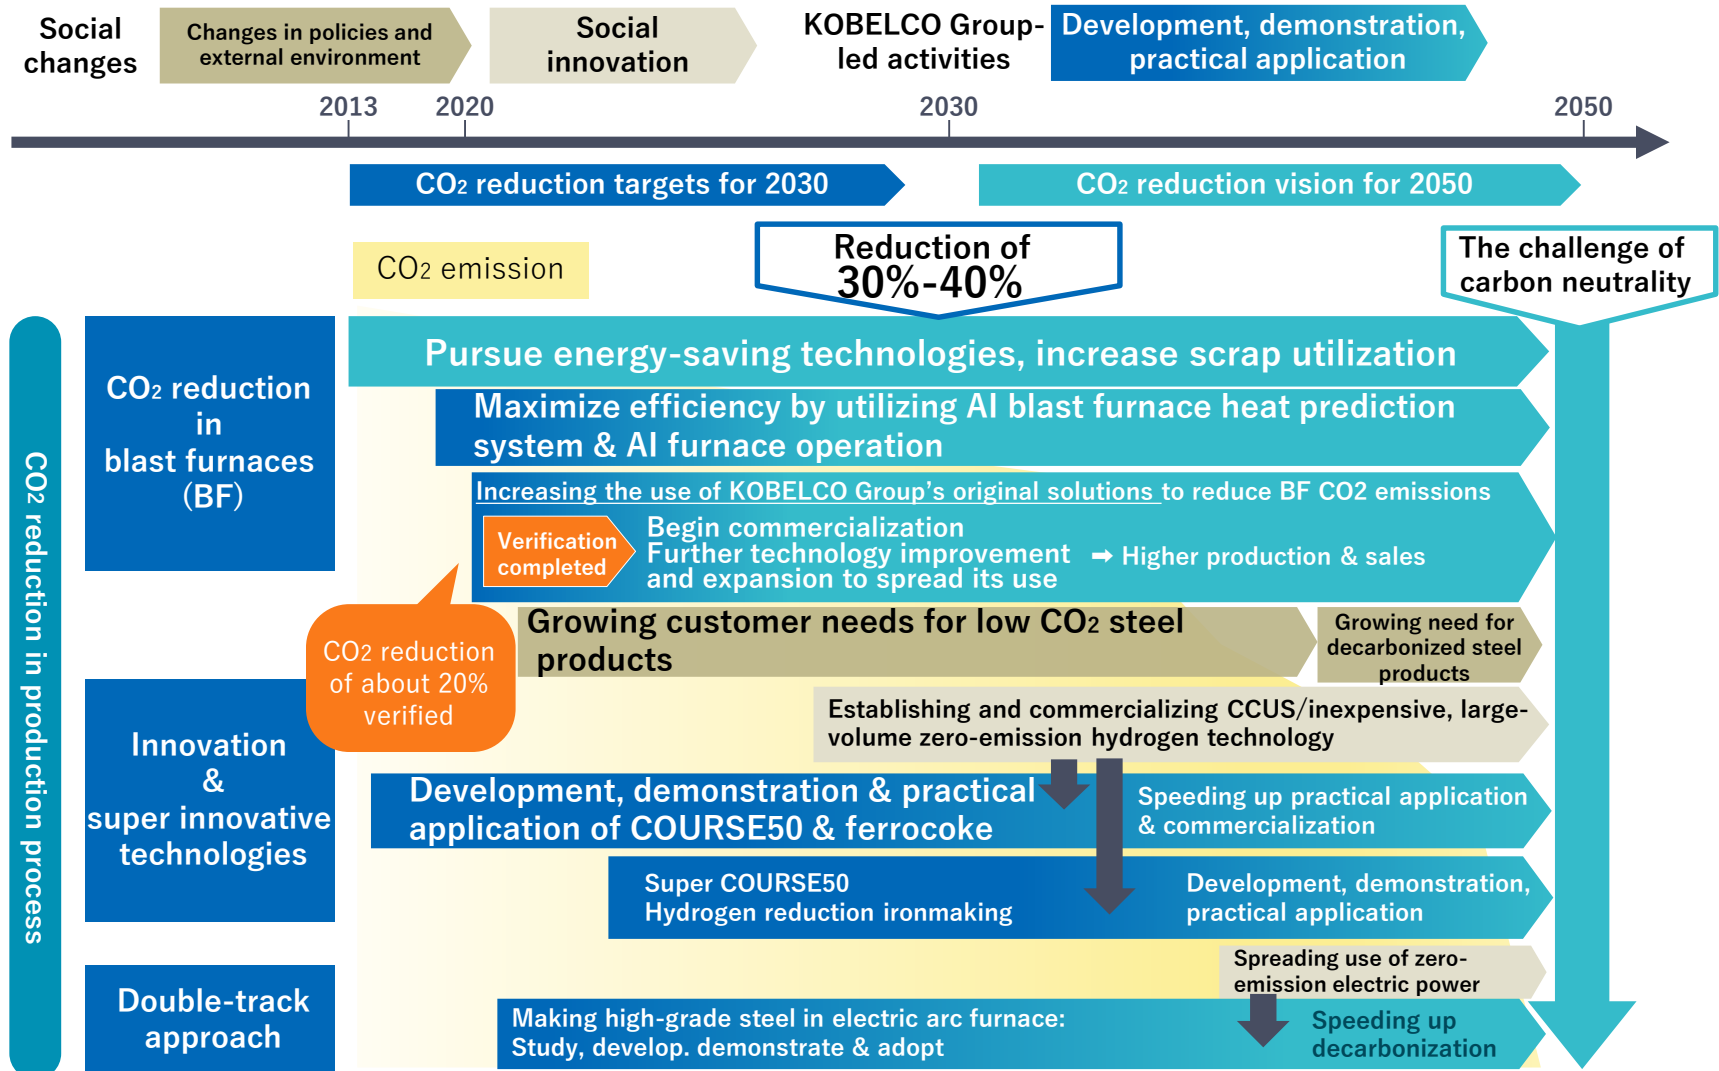 Social
changes
Changes in policies and
external environment
Social
innovation
KOBELCO Group-
led activities
Development, demonstration,
practical application
2013
2020
2030
2050
CO2 reduction targets for 2030
CO2 reduction vision for 2050
CO2 emission
Reduction of
30%-40%
The challenge of
carbon neutrality
CO2 reduction in production process
CO2 reduction
in
blast furnaces
(BF)
Pursue energy-saving technologies, increase scrap utilization
Maximize efficiency by utilizing AI blast furnace heat prediction
system & AI furnace operation
Increasing the use of KOBELCO Group's original solutions to reduce BF CO2 emissions
Verification
completed
Begin commercialization
Further technology improvement
and expansion to spread its use
➡ Higher production & sales
CO2 reduction
of about 20%
verified
Growing customer needs for low CO2 steel
products
Growing need for
decarbonized steel
products
Innovation
&
super innovative
technologies
Establishing and commercializing CCUS/inexpensive, large-
volume zero-emission hydrogen technology
Development, demonstration & practical
application of COURSE50 & ferrocoke
Speeding up practical application
& commercialization
Super COURSE50
Hydrogen reduction ironmaking
Development, demonstration,
practical application
Double-track
approach
Spreading use of zero-
emission electric power
Making high-grade steel in electric arc furnace:
Study, develop. demonstrate & adopt
Speeding up
decarbonization